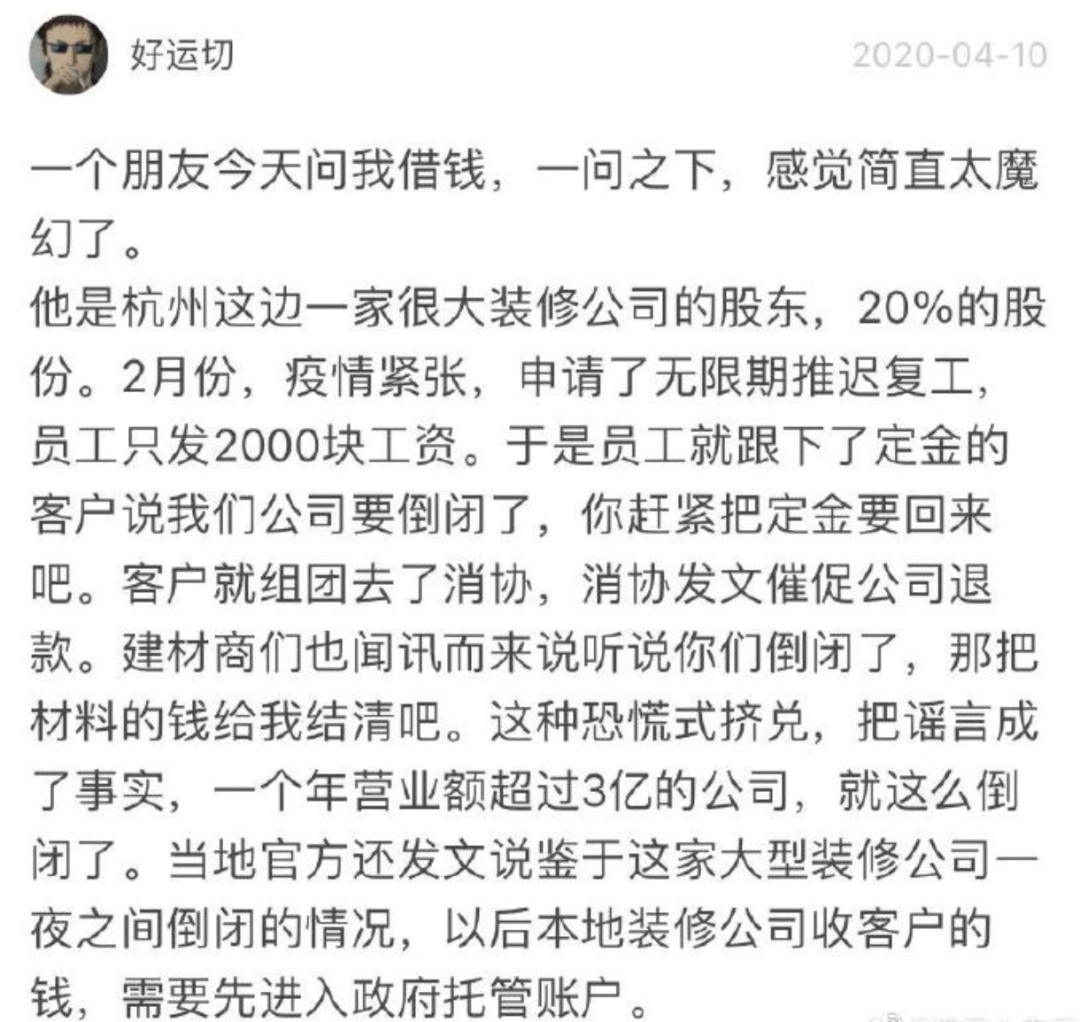 好运切
2020-04-10
一个朋友今天问我借钱，一问之下，感觉简直太魔
幻了。
他是杭州这边一家很大装修公司的股东，20%的股
份。2月份，疫情紧张，申请了无限期推迟复工，
员工只发2000块工资。于是员工就跟下了定金的
客户说我们公司要倒闭了，你赶紧把定金要回来
吧。客户就组团去了消协，消协发文催促公司退
款。建材商们也闻讯而来说听说你们倒闭了，那把
材料的钱给我结清吧。这种恐慌式挤兑，把谣言成
了事实，一个年营业额超过3亿的公司，就这么倒
闭了。当地官方还发文说鉴于这家大型装修公司一
夜之间倒闭的情况，以后本地装修公司收客户的
钱，需要先进入政府托管账户。